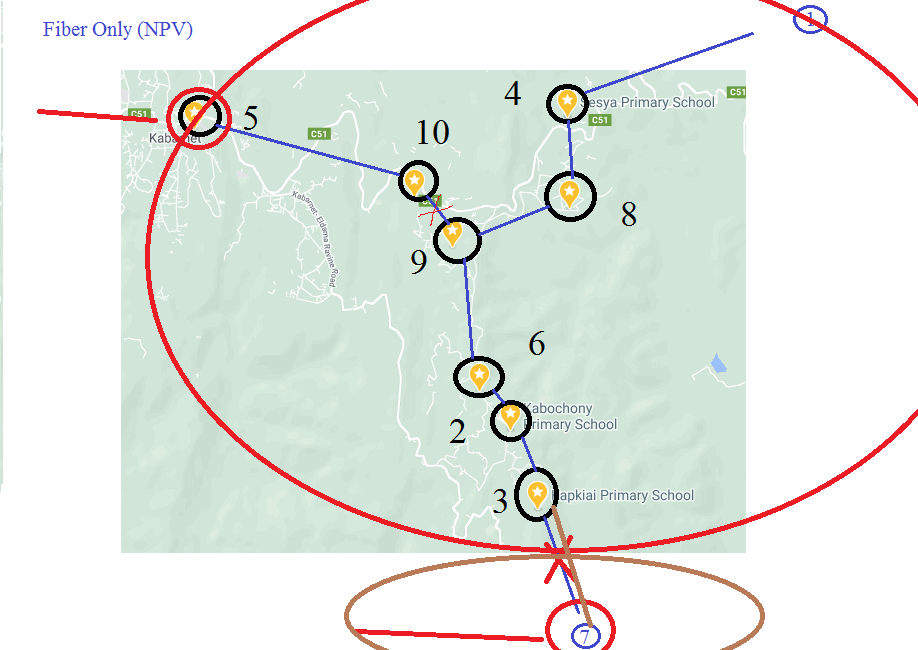 Fiber Only (NPV)
1
4
Sesya Primary School
C51
C51
C51
5
Kabarnet
C51
10
8
Kabarnet- Eldama Ravine Road
9
6
Kabochony
Primary School
2
3
Kapkiai Primary School
7